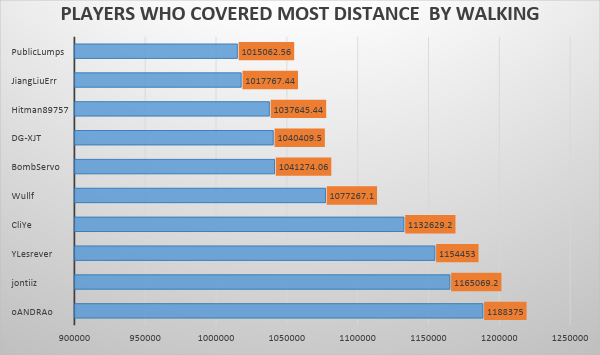 PLAYERS WHO COVERED MOST DISTANCE BY WALKING
PublicLumps 1015062.56
JiangLiuErr 1017767.44
Hitman89757 1037645.44
DG-XJT 1040409.5
BombServo 1041274.06
Wullf 1077267.1
CliYe 1132629.2
YLesrever 1154453
jontiiz 1165069.2
oANDRAo 1188375
900000 950000 1000000 1050000 1100000 1150000 1200000 1250000